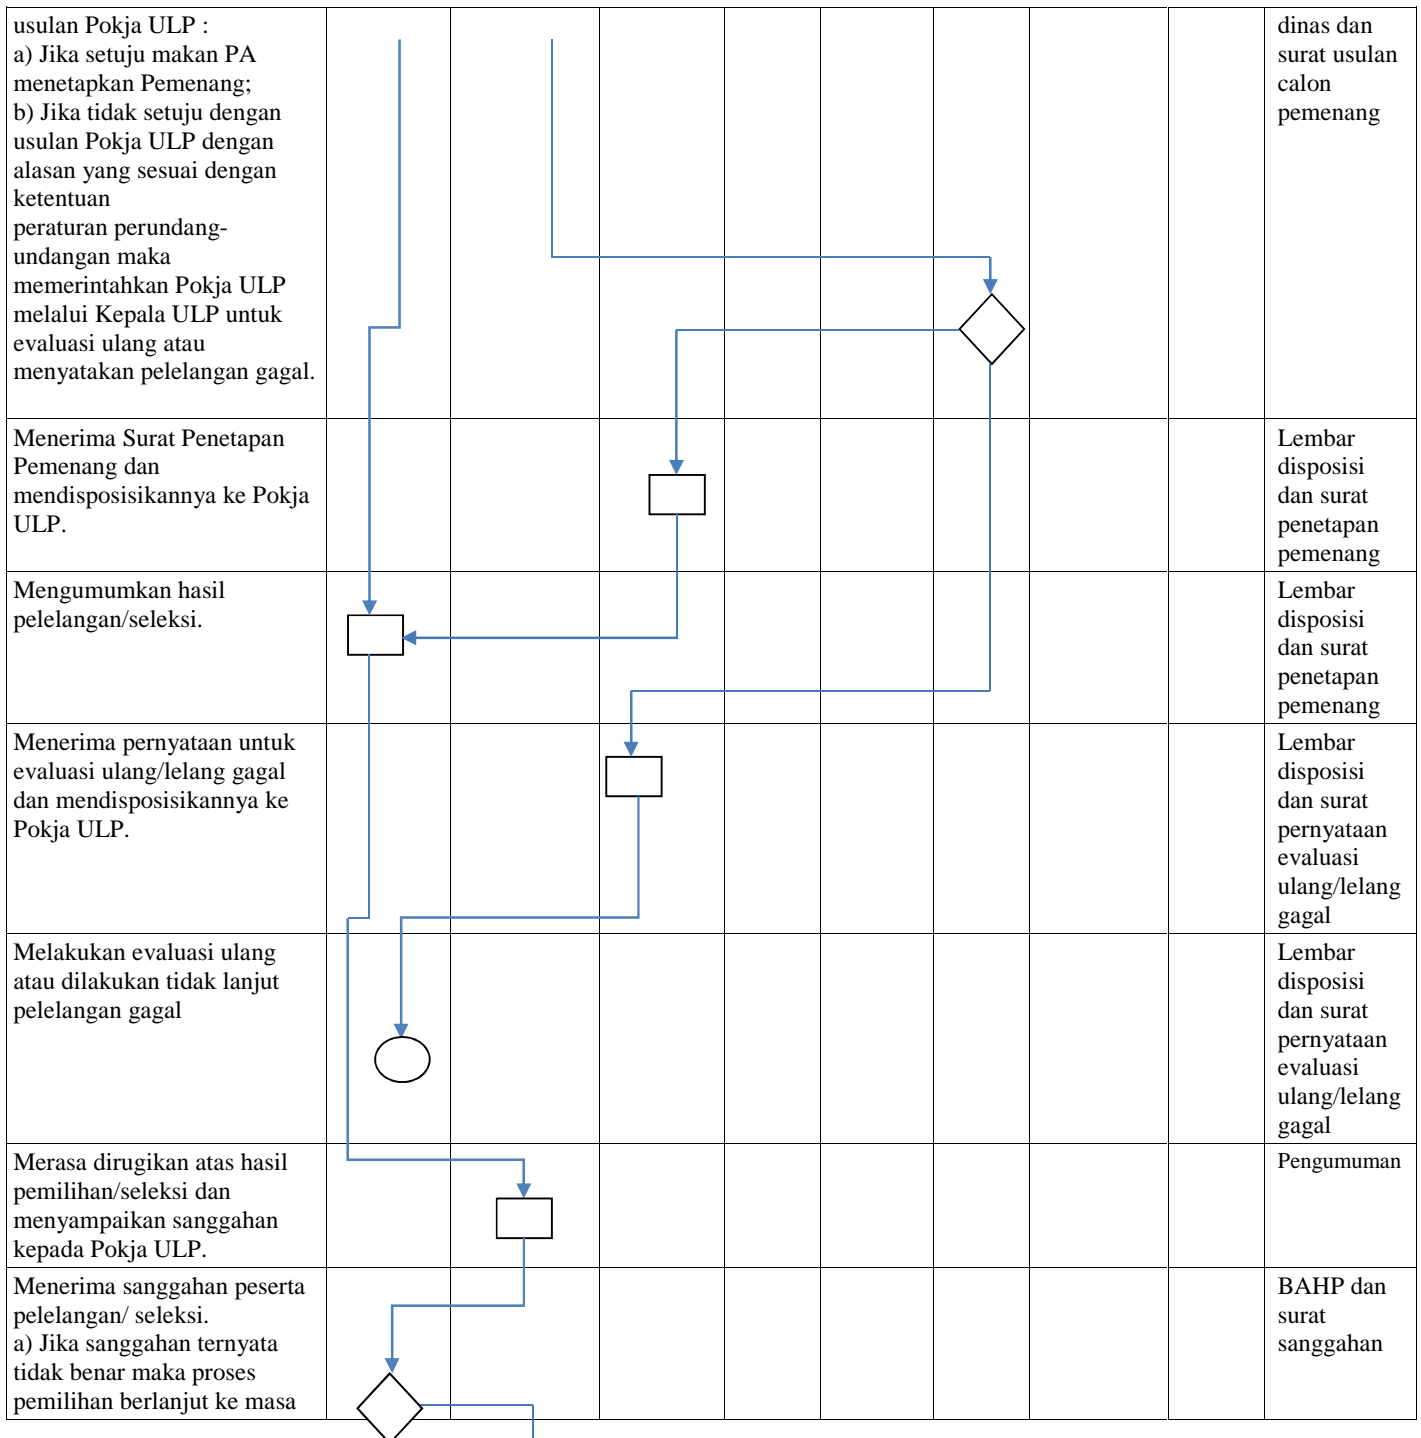 usulan Pokja ULP :
a) Jika setuju makan PA
menetapkan Pemenang;
b) Jika tidak setuju dengan
usulan Pokja ULP dengan
alasan yang sesuai dengan
ketentuan
peraturan perundang-
undangan maka
memerintahkan Pokja ULP
melalui Kepala ULP untuk
evaluasi ulang atau
menyatakan pelelangan gagal.
dinas dan
surat usulan
calon
pemenang
Menerima Surat Penetapan
Pemenang dan
mendisposisikannya ke Pokja
ULP.
Lembar
disposisi
dan surat
penetapan
pemenang
Mengumumkan hasil
pelelangan/seleksi.
Lembar
disposisi
dan surat
penetapan
pemenang
Menerima pernyataan untuk
evaluasi ulang/lelang gagal
dan mendisposisikannya ke
Pokja ULP.
Lembar
disposisi
dan surat
pernyataan
evaluasi
ulang/lelang
gagal
Melakukan evaluasi ulang
atau dilakukan tidak lanjut
pelelangan gagal
Lembar
disposisi
dan surat
pernyataan
evaluasi
ulang/lelang
gagal
Merasa dirugikan atas hasil
pemilihan/seleksi dan
menyampaikan sanggahan
kepada Pokja ULP.
Pengumuman
Menerima sanggahan peserta
pelelangan/ seleksi.
a) Jika sanggahan ternyata
tidak benar maka proses
pemilihan berlanjut ke masa
BAHP dan
surat
sanggahan